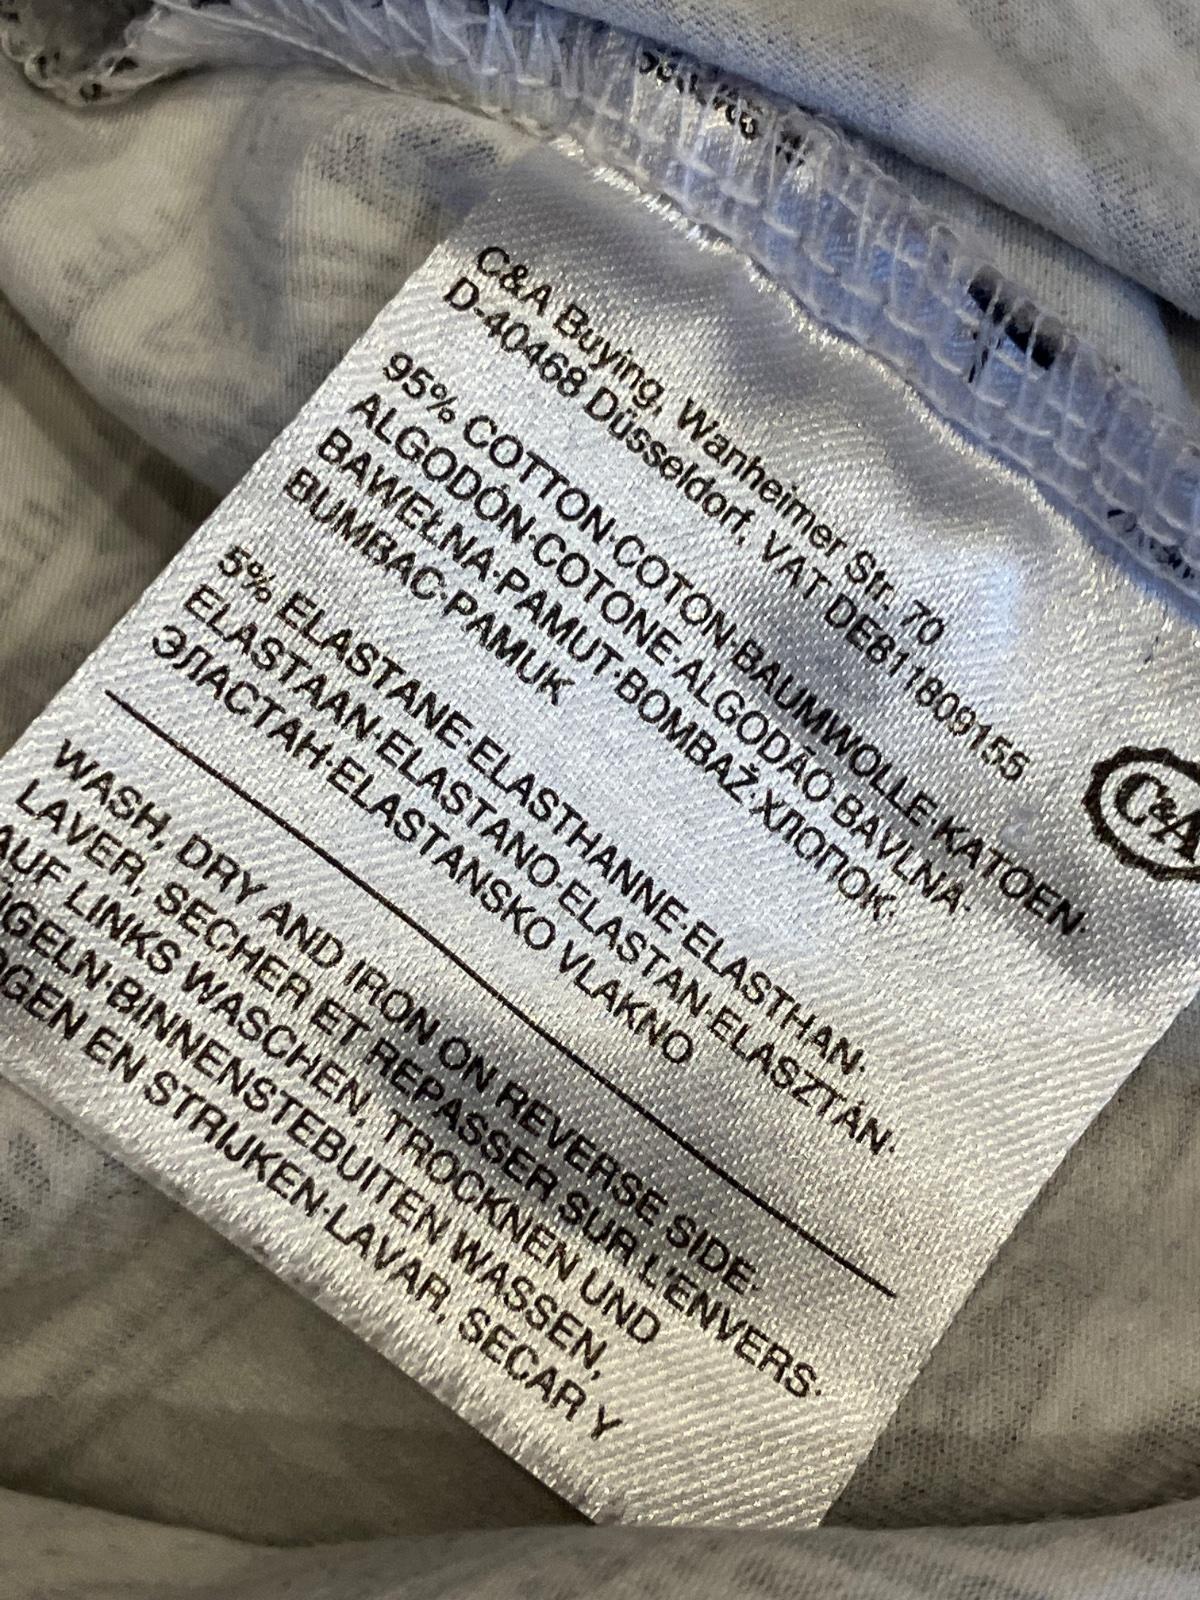 C&A Buying, Wanheimer Str. 70
D-40468 Düsseldorf, VAT DE811809155
95% COTTON·COTON·BAUMWOLLE·KATOEN·
ALGODÓN·COTONE·ALGODÃO·BAVLNA·
BAWEŁNA·PAMUT·BOMBAŽ·ХЛОПОК·
BUMBAC·PAMUK
5% ELASTANE·ELASTHANNE·ELASTHAN·
ELASTAAN·ELASTANO·ELASTAN·ELASZTÁN·
ЭЛАСТАН·ELASTANSKO VLAKNO
C&A
WASH, DRY AND IRON ON REVERSE SIDE·
LAVER, SECHER ET REPASSER SUR L'ENVERS·
AUF LINKS WASCHEN, TROCKNEN UND
BINNENSTEBUITEN WASSEN,
EN STRIJKEN·LAVAR, SECAR Y